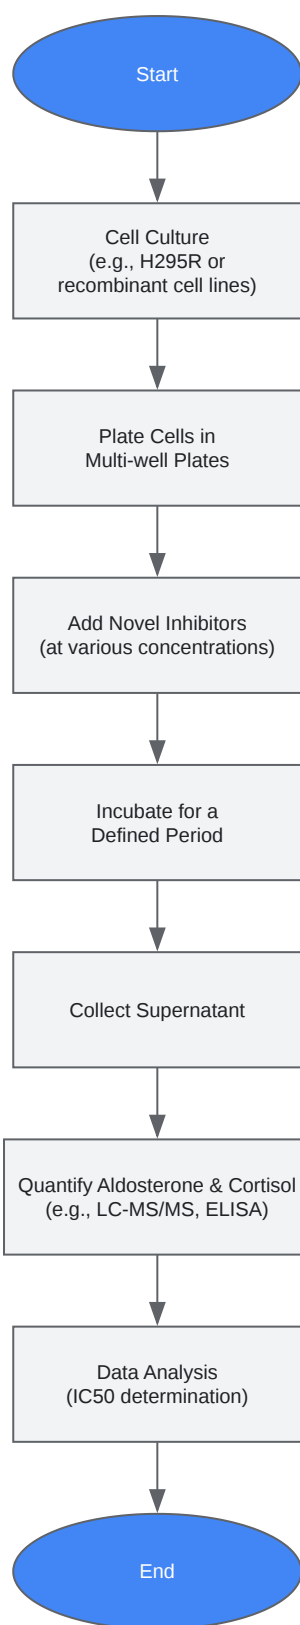 Start
Cell Culture
(e.g., H295R or
recombinant cell lines)
Plate Cells in
Multi-well Plates
Add Novel Inhibitors
(at various concentrations)
Incubate for a
Defined Period
Collect Supernatant
Quantify Aldosterone & Cortisol
(e.g., LC-MS/MS, ELISA)
Data Analysis
(IC50 determination)
End